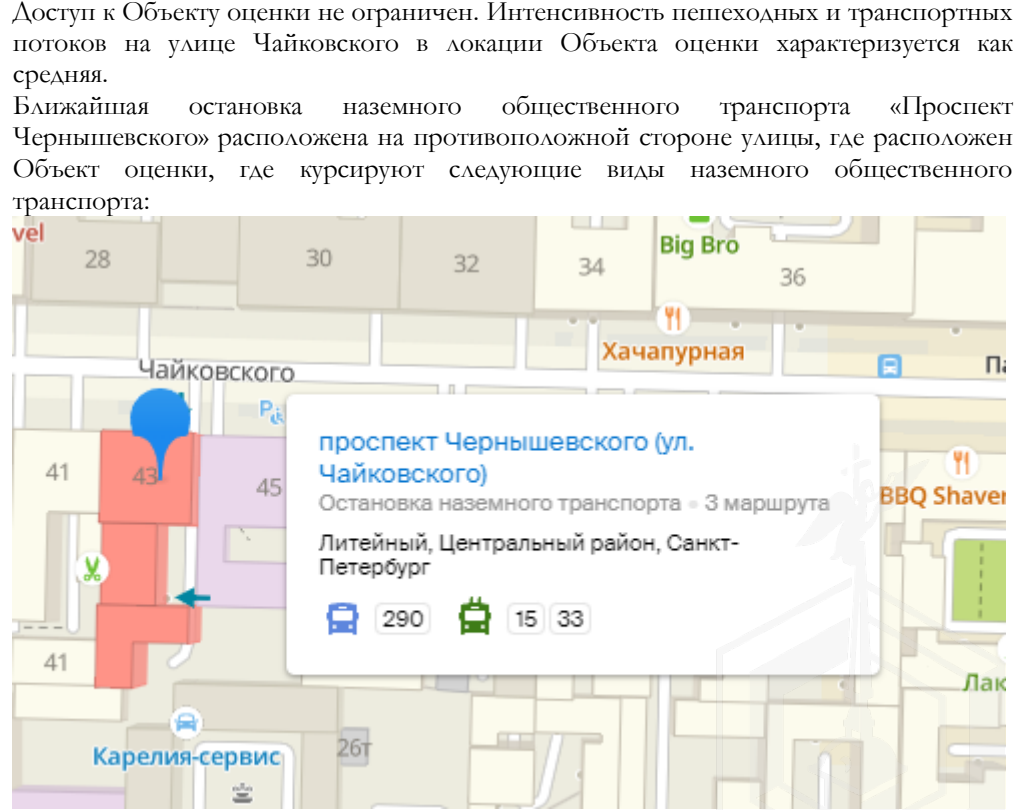 Доступ к Объекту оценки не ограничен. Интенсивность пешеходных и транспортных
потоков на улице Чайковского в локации Объекта оценки характеризуется как
средняя.
Ближайшая остановка наземного общественного транспорта «Проспект
Чернышевского» расположена на противоположной стороне улицы, где расположен
Объект оценки, где курсируют следующие виды наземного общественного
транспорта:
vel
28
30
32
34
Big Bro
36
Хачапурная
Чайковского
41
43
45
проспект Чернышевского (ул.
Чайковского)
Остановка наземного транспорта • 3 маршрута
Литейный, Центральный район, Санкт-
Петербург
290
15 33
BBQ Shaver
41
Лак
Карелия-сервис
26т